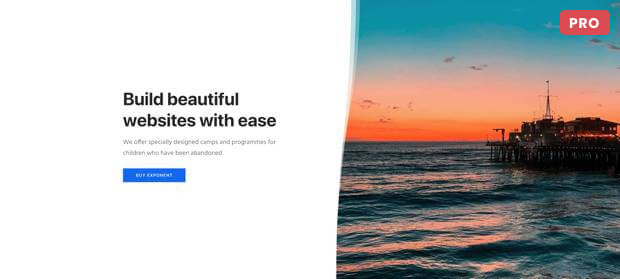 PRO
Build beautiful
websites with ease
We offer specially designed camps and programmes for
children who have been abandoned.
BUY EXPONENT